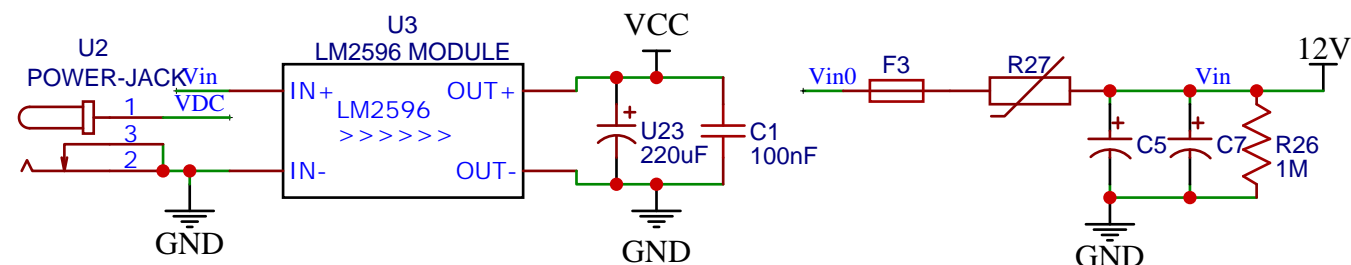 U2
POWER-JACK
Vin
VDC
1
3
2
GND
U3
LM2596 MODULE
IN+
OUT+
LM2596
>>>>>>
IN-
OUT-
VCC
+
U23
220uF
C1
100nF
GND
Vin0
F3
R27
Vin
12V
+
C5
+
C7
R26
1M
GND